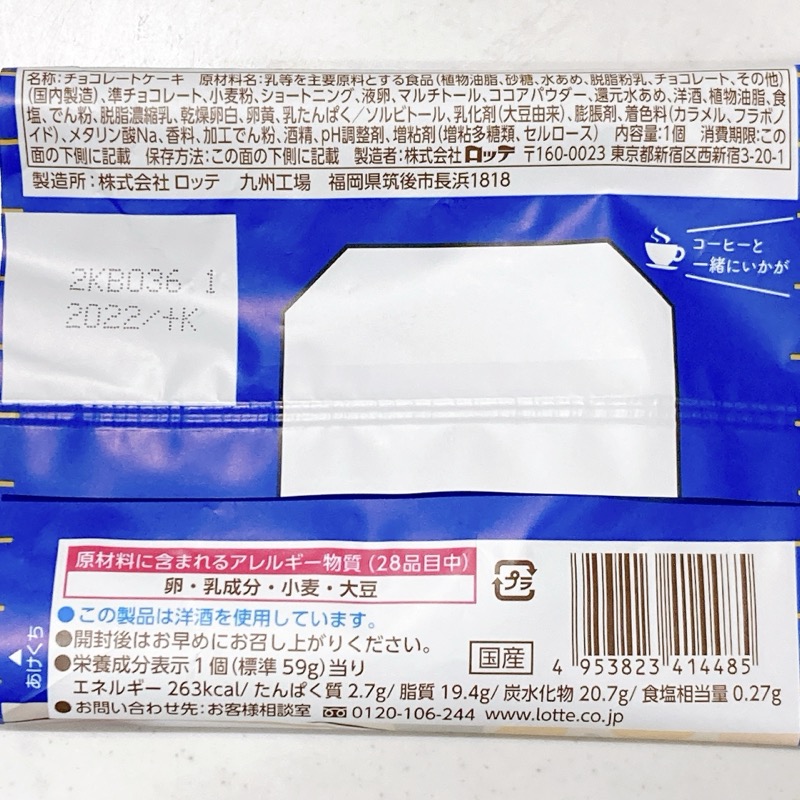 名称:チョコレートケーキ 原材料名:乳等を主要原料とする食品(植物油脂、砂糖、水あめ、脱脂粉乳、チョコレート、その他)
(国内製造)、準チョコレート、小麦粉、ショートニング、液卵、マルチトール、ココアパウダー、還元水あめ、洋酒、植物油脂、食
塩、でん粉、脱脂濃縮乳、乾燥卵白、卵黄、乳たんぱく/ソルビトール、乳化剤(大豆由来)、膨脹剤、着色料(カラメル、フラボノ
イド)、メタリン酸Na、香料、加工でん粉、酒精、pH調整剤、増粘剤(増粘多糖類、セルロース) 内容量:1個 消費期限:この
面の下側に記載 保存方法:この面の下側に記載 製造者:株式会社ロッテ 〒160-0023 東京都新宿区西新宿3-20-1
製造所:株式会社 ロッテ 九州工場 福岡県筑後市長浜1818
コーヒーと
一緒にいかが
2KB036 1
2022/4K
原材料に含まれるアレルギー物質(28品目中)
卵・乳成分・小麦・大豆
プラ
●この製品は洋酒を使用しています。
●開封後はお早めにお召し上がりください。
●栄養成分表示1個(標準59g)当り
国産
4 953823 414485
エネルギー 263kcal/ たんぱく質 2.7g/ 脂質 19.4g/ 炭水化物 20.7g/ 食塩相当量 0.27g
●お問い合わせ先:お客様相談室 0120-106-244 www.lotte.co.jp
あけくち